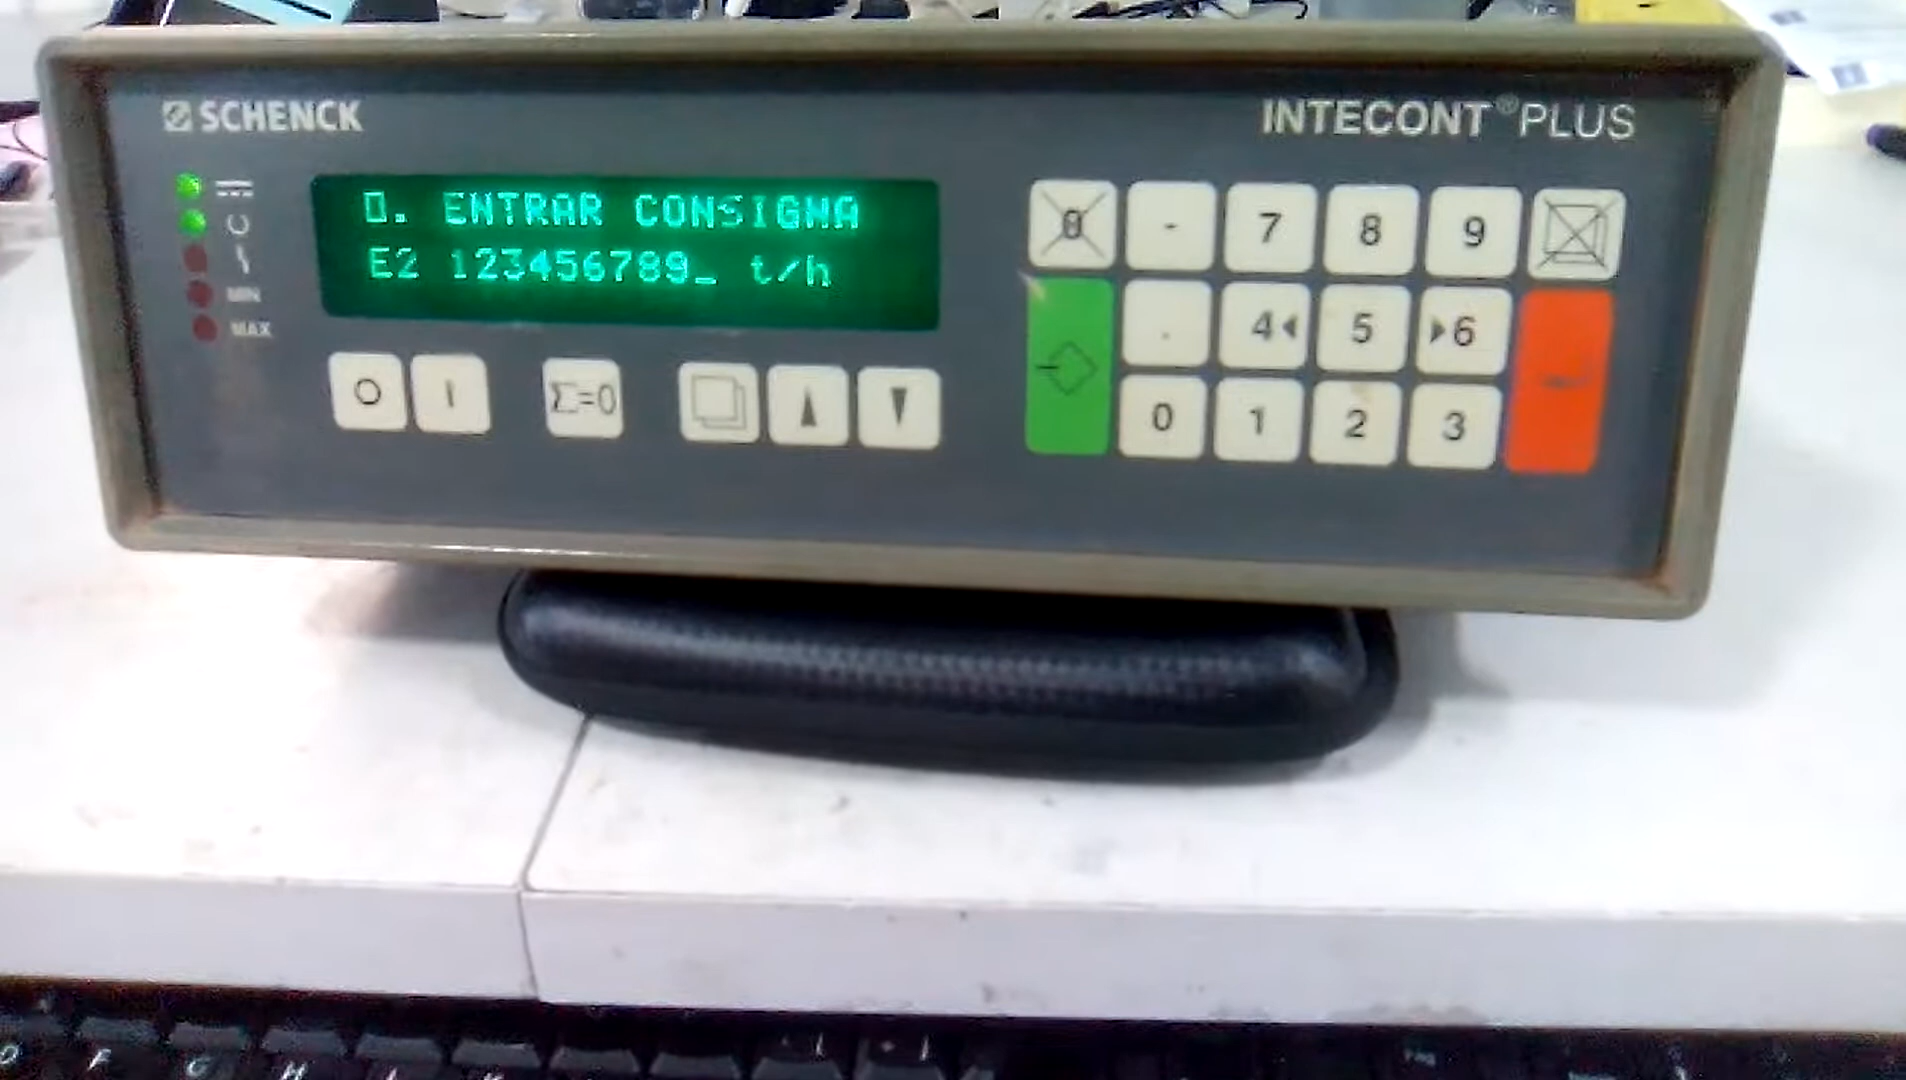 SCHENCK
INTECONT® PLUS
0. ENTRAR CONSIGNA
E2 123456789_ t/h
MIN
MAX
O I Σ=0
0 - 7 8 9
. 4 5 6
0 1 2 3